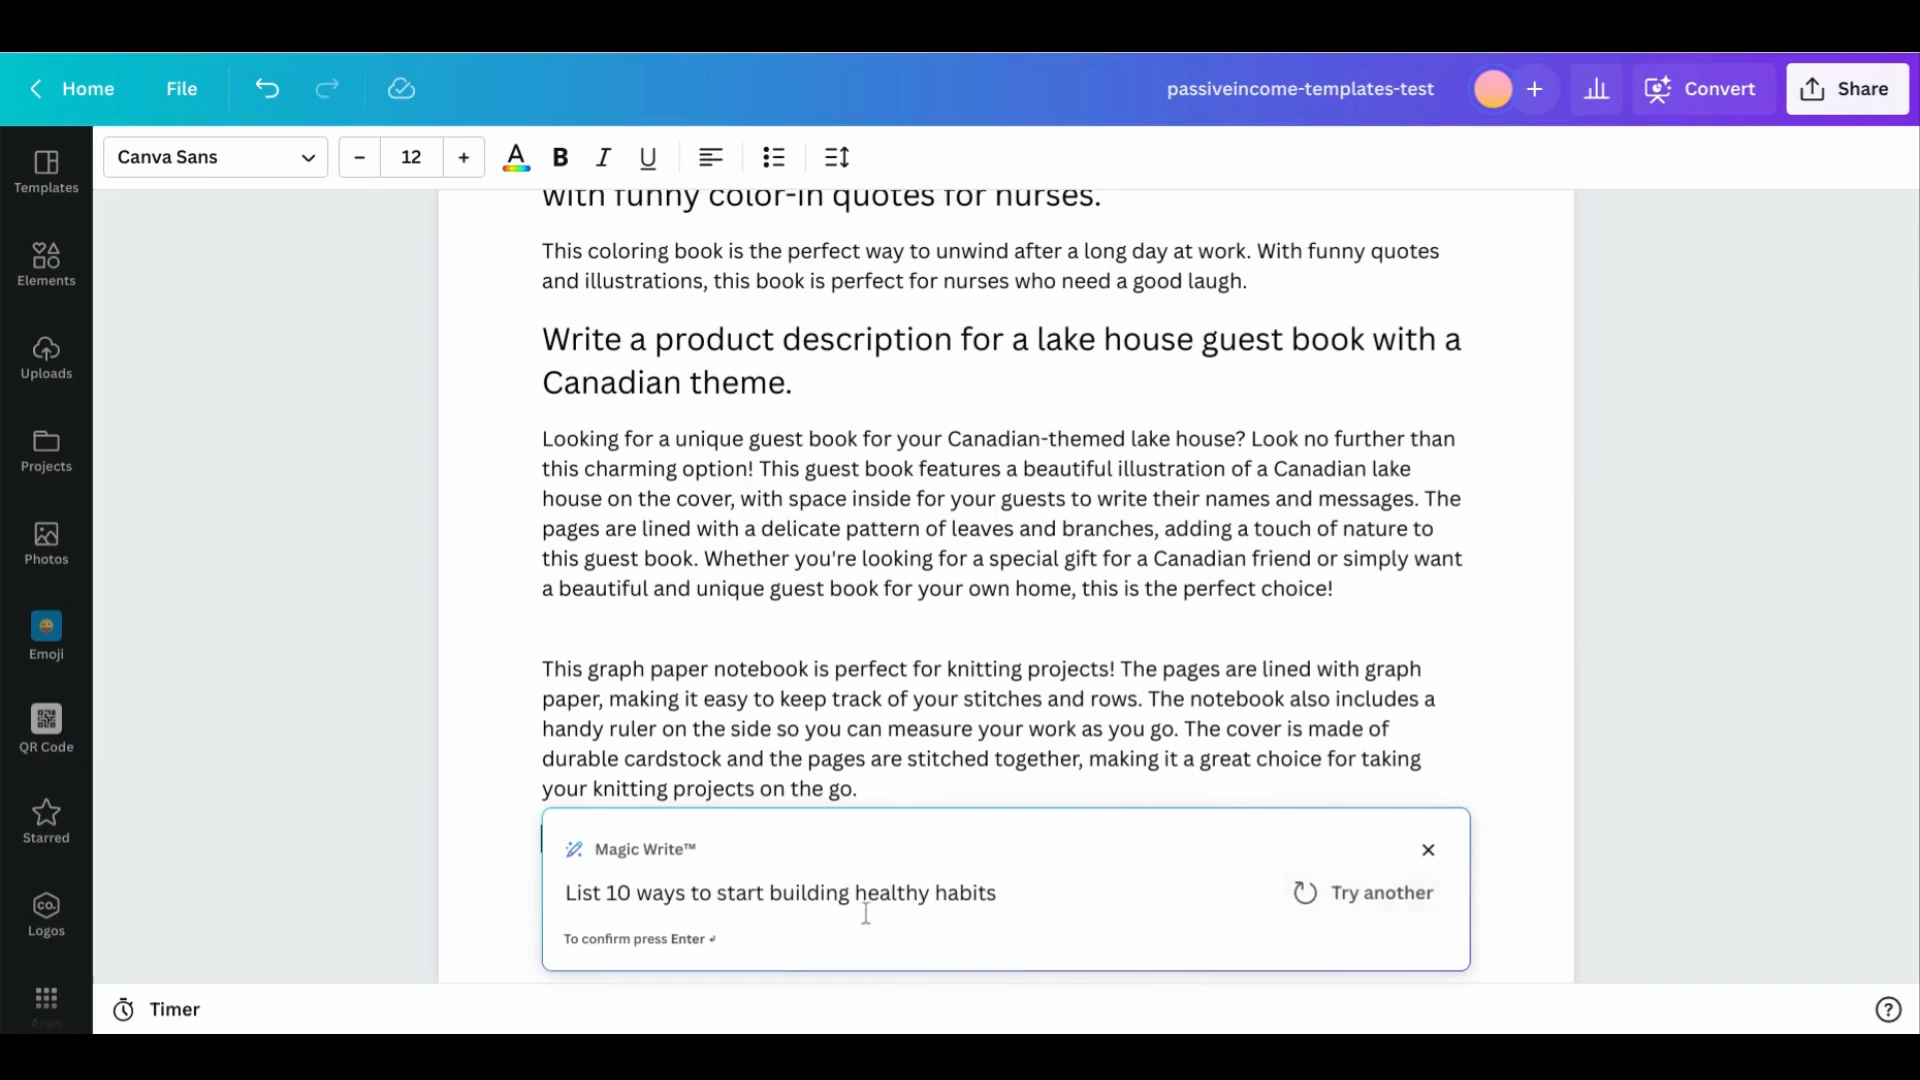 Home
File
passiveincome-templates-test
Convert
Share
Canva Sans
12
A
B
I
U
Templates
Elements
Uploads
Projects
Photos
Emoji
QR Code
Starred
Logos
Apps
with funny color-in quotes for nurses.
This coloring book is the perfect way to unwind after a long day at work. With funny quotes
and illustrations, this book is perfect for nurses who need a good laugh.
Write a product description for a lake house guest book with a
Canadian theme.
Looking for a unique guest book for your Canadian-themed lake house? Look no further than
this charming option! This guest book features a beautiful illustration of a Canadian lake
house on the cover, with space inside for your guests to write their names and messages. The
pages are lined with a delicate pattern of leaves and branches, adding a touch of nature to
this guest book. Whether you're looking for a special gift for a Canadian friend or simply want
a beautiful and unique guest book for your own home, this is the perfect choice!
This graph paper notebook is perfect for knitting projects! The pages are lined with graph
paper, making it easy to keep track of your stitches and rows. The notebook also includes a
handy ruler on the side so you can measure your work as you go. The cover is made of
durable cardstock and the pages are stitched together, making it a great choice for taking
your knitting projects on the go.
Magic Write™
List 10 ways to start building healthy habits
Try another
To confirm press Enter
Timer